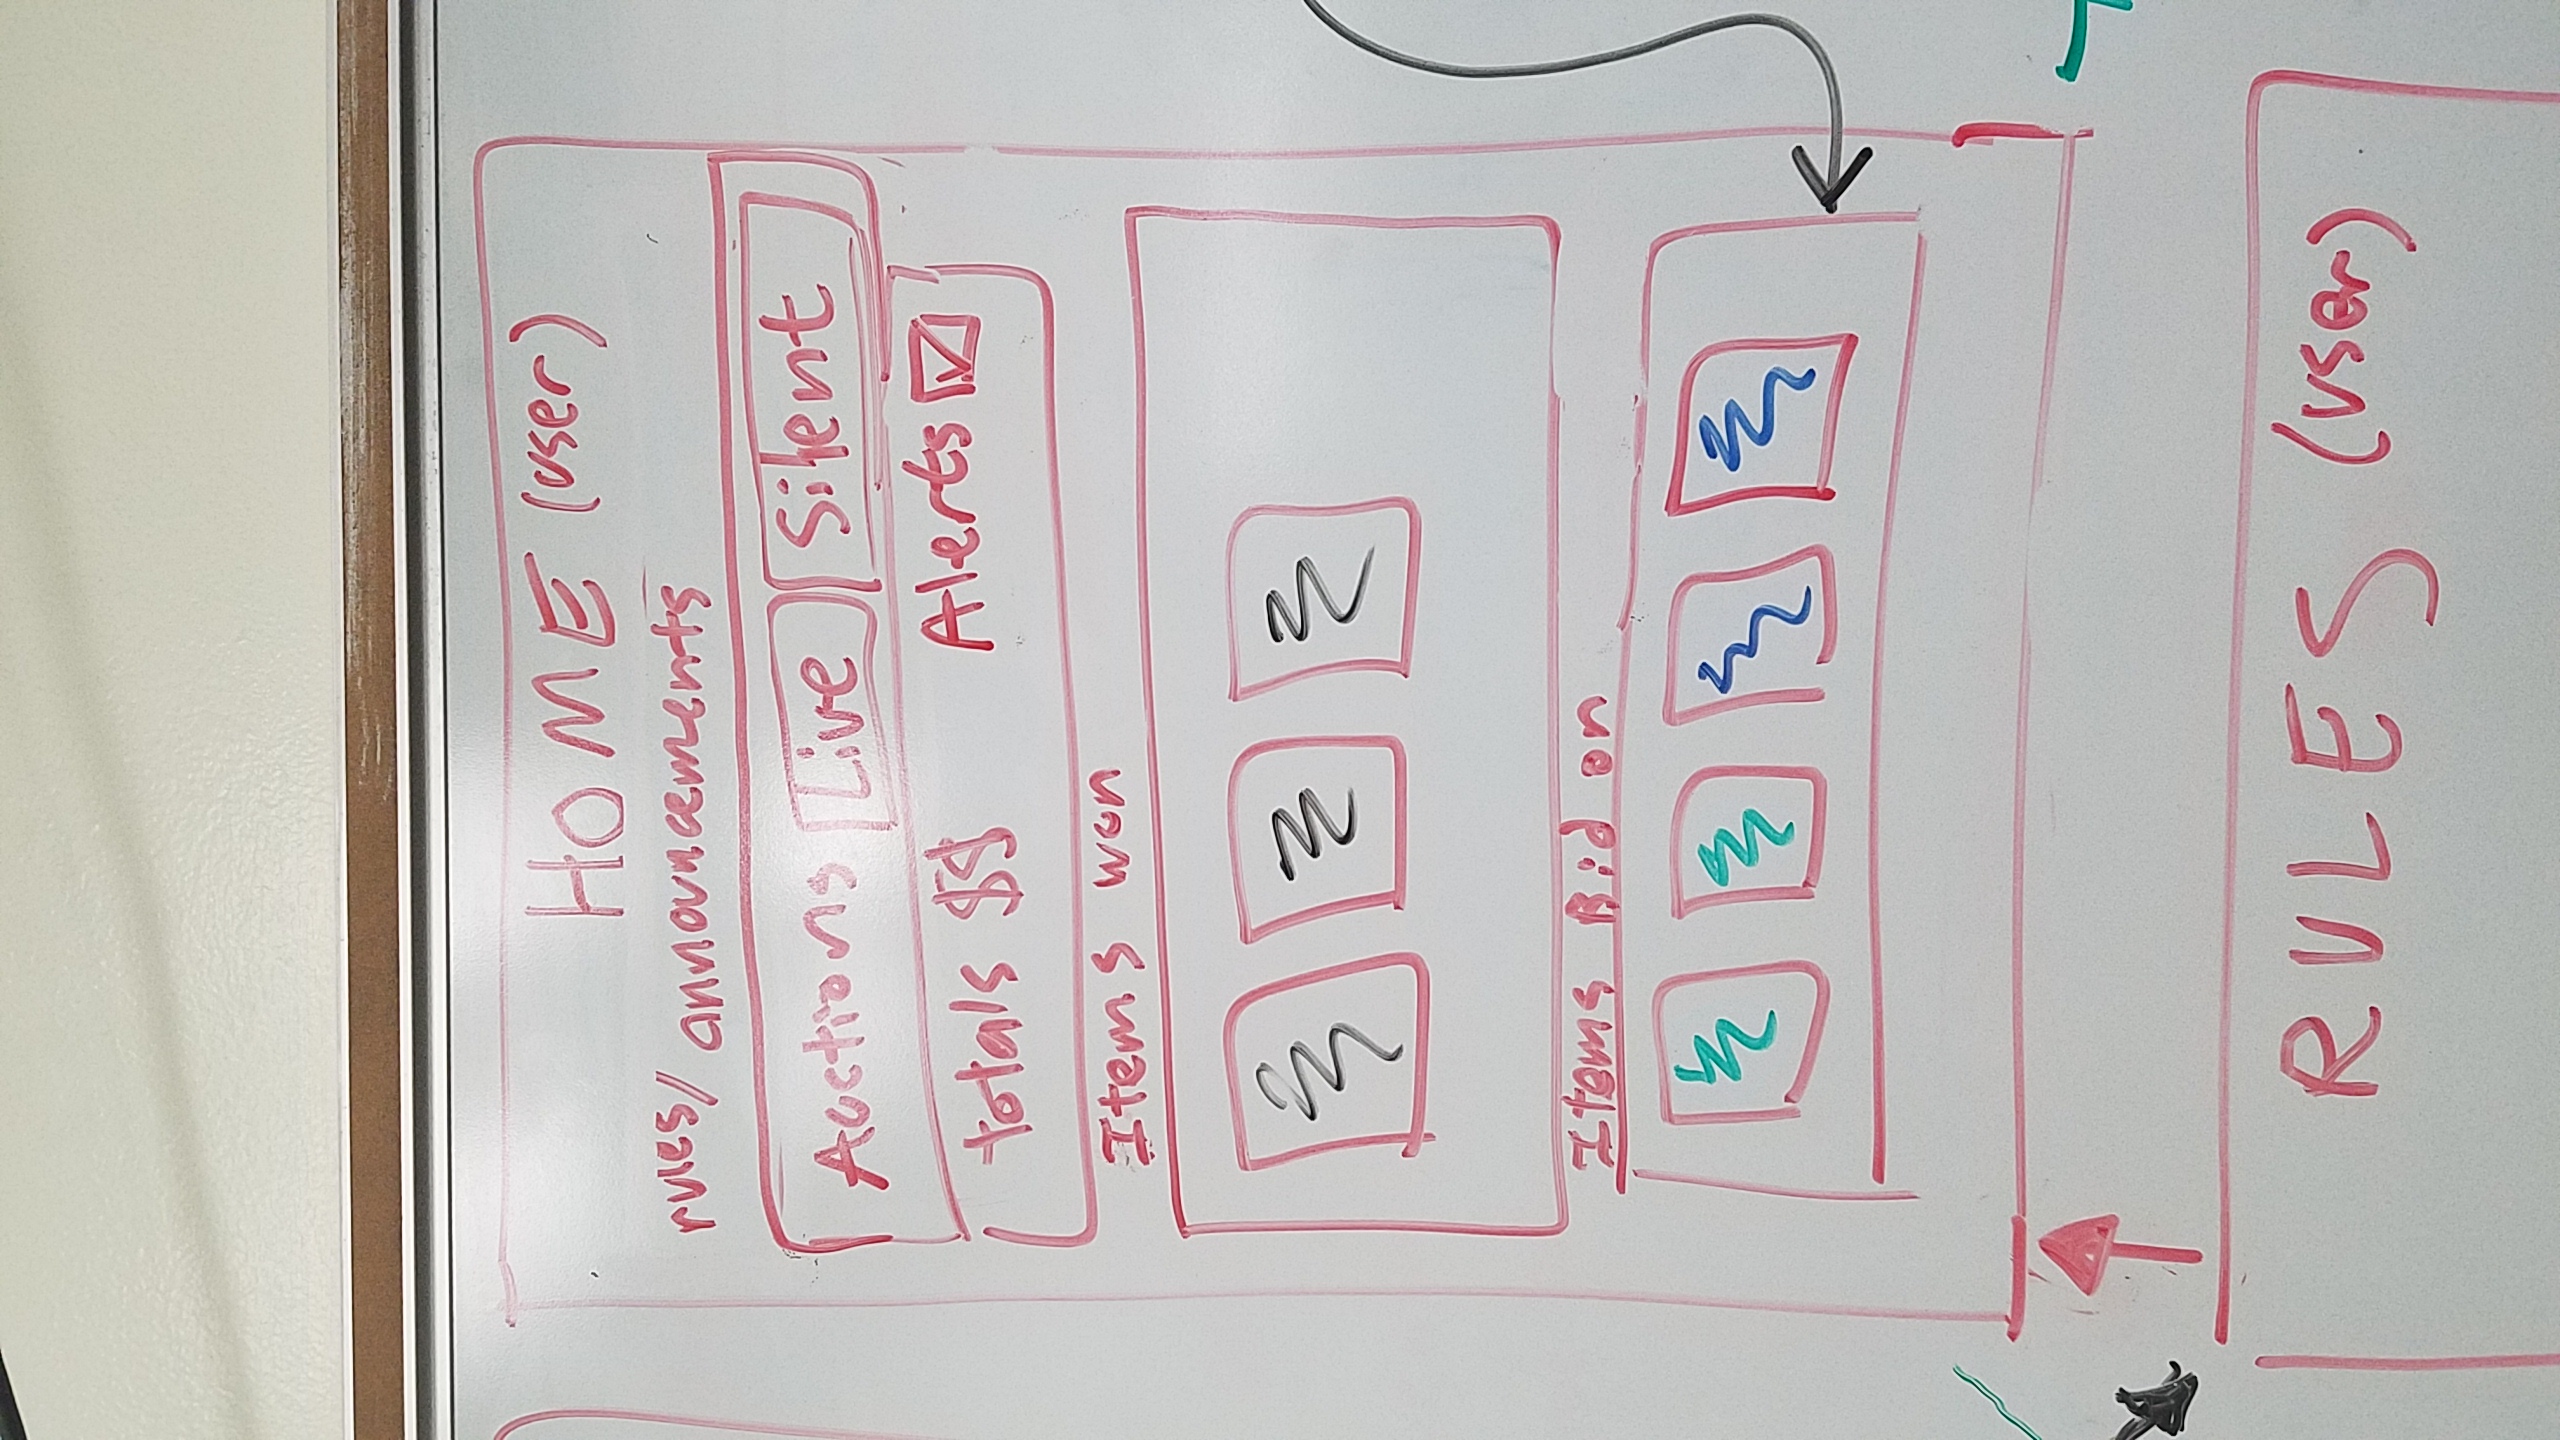 HOME (user)
rules/ announcements
Auctions Live Silent
totals $$ Alerts
Items won
Items Bid on
RULES (user)